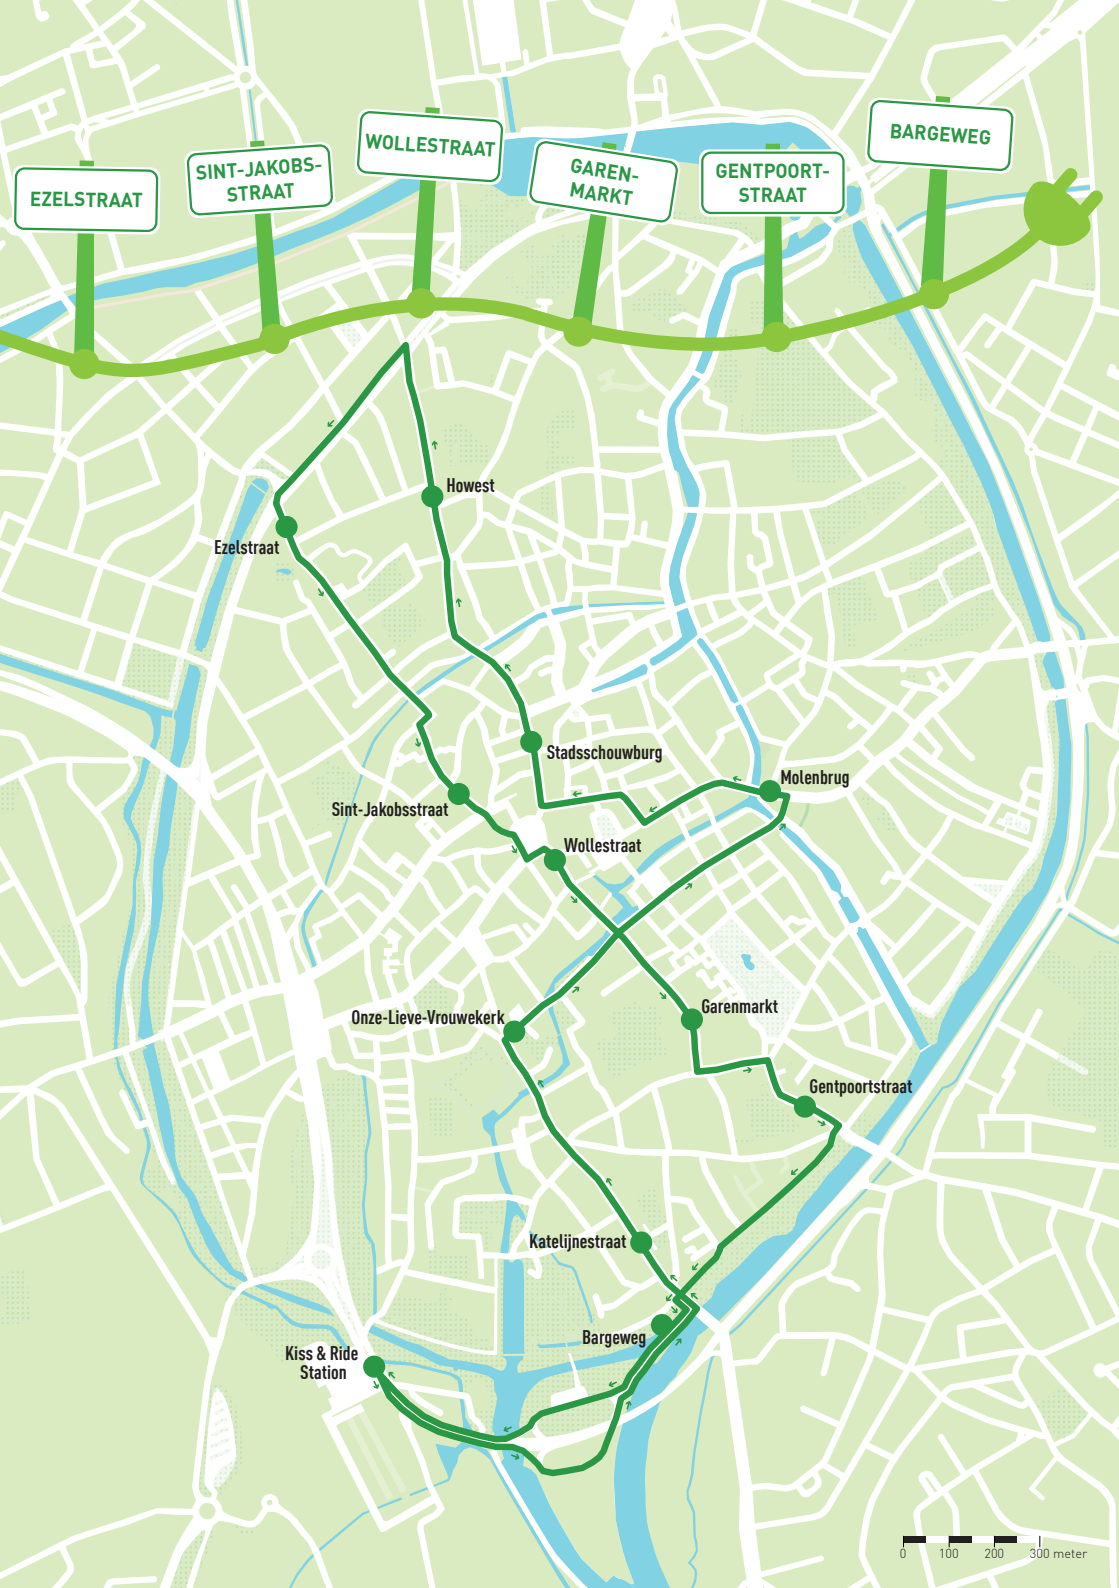 EZELSTRAAT
SINT-JAKOBS-
STRAAT
WOLLESTRAAT
GAREN-
MARKT
GENTPOORT-
STRAAT
BARGEWEG
Howest
Ezelstraat
Stadsschouwburg
Molenbrug
Sint-Jakobsstraat
Wollestraat
Garenmarkt
Onze-Lieve-Vrouwekerk
Gentpoortstraat
Katelijnestraat
Bargeweg
Kiss & Ride
Station
0 100 200 300 meter